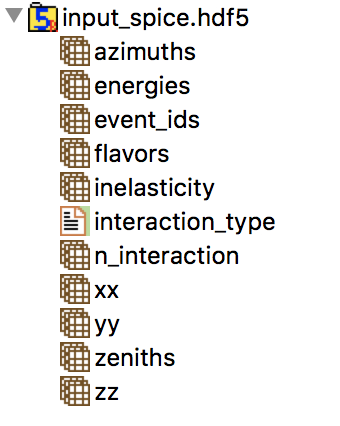 input_spice.hdf5
azimuths
energies
event_ids
flavors
inelasticity
interaction_type
n_interaction
xx
yy
zeniths
zz